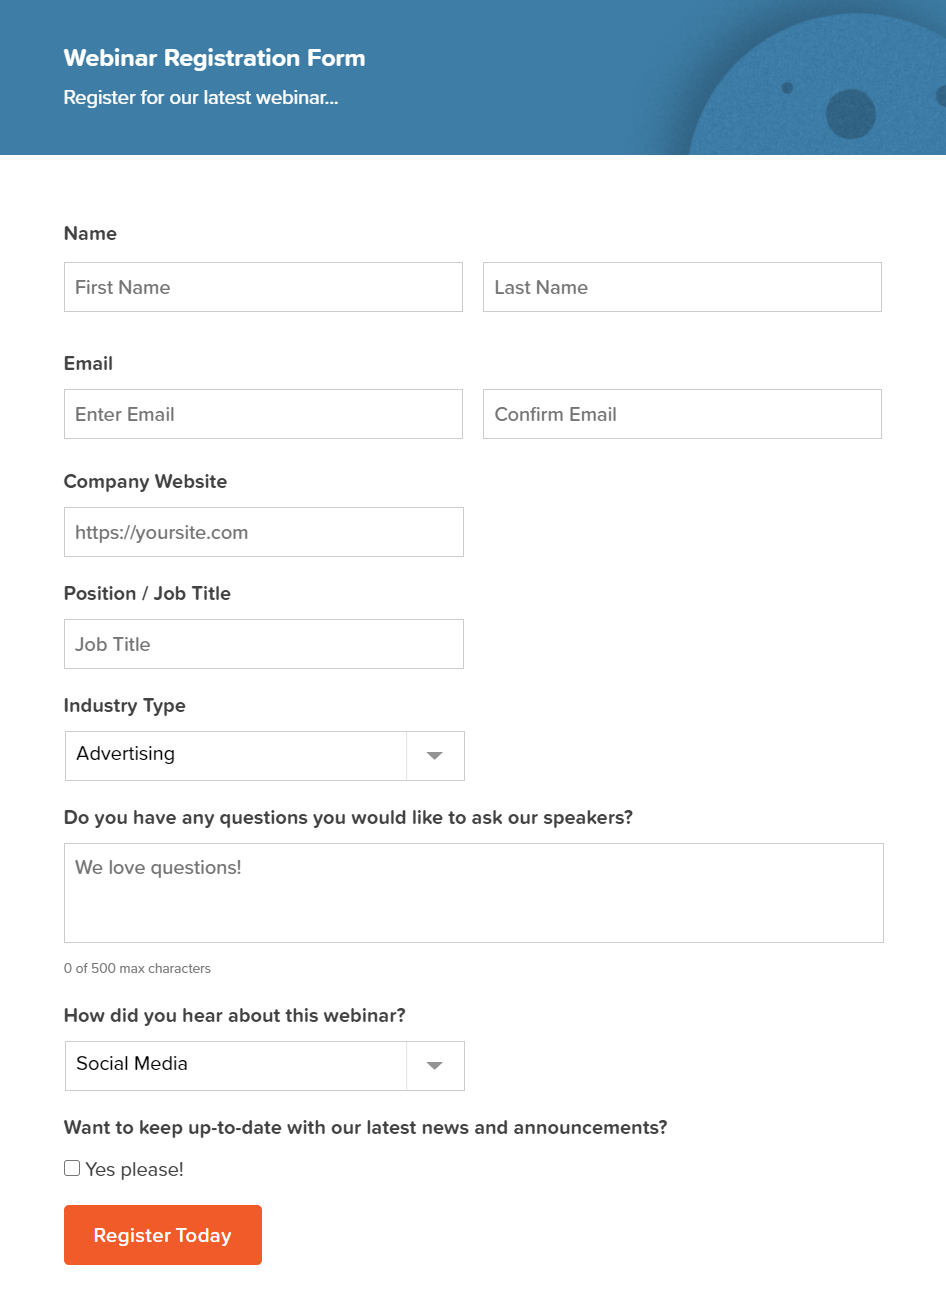 Webinar Registration Form
Register for our latest webinar...
Name
First Name
Last Name
Email
Enter Email
Confirm Email
Company Website
https://yoursite.com
Position / Job Title
Job Title
Industry Type
Advertising
Do you have any questions you would like to ask our speakers?
We love questions!
0 of 500 max characters
How did you hear about this webinar?
Social Media
Want to keep up-to-date with our latest news and announcements?
Yes please!
Register Today